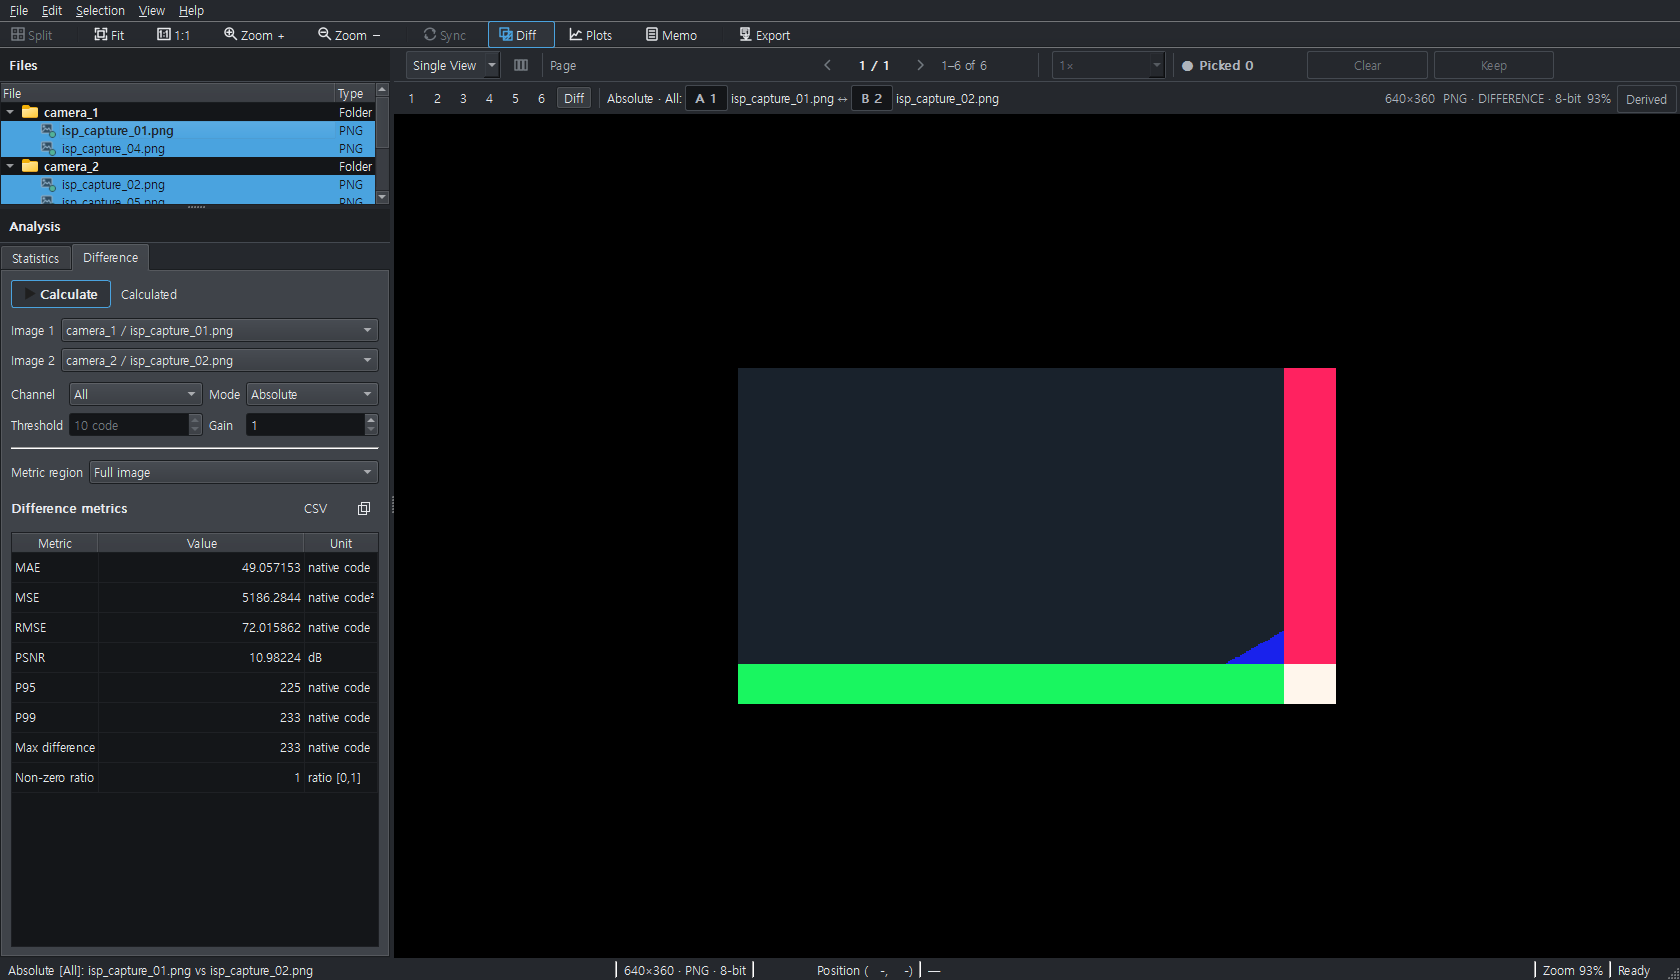 File Edit Selection View Help
Split Fit 1:1 Zoom + Zoom − Sync Diff Plots Memo Export
Files
Single View Page 1 / 1 1–6 of 6 1× Picked 0 Clear Keep
File Type
1 2 3 4 5 6 Diff Absolute · All: A 1 isp_capture_01.png ↔ B 2 isp_capture_02.png 640×360 PNG · DIFFERENCE · 8-bit 93% Derived
camera_1 Folder
isp_capture_01.png PNG
isp_capture_04.png PNG
camera_2 Folder
isp_capture_02.png PNG
isp_capture_05.png PNG
Analysis
Statistics Difference
Calculate Calculated
Image 1 camera_1 / isp_capture_01.png
Image 2 camera_2 / isp_capture_02.png
Channel All Mode Absolute
Threshold 10 code Gain 1
Metric region Full image
Difference metrics CSV
Metric Value Unit
MAE 49.057153 native code
MSE 5186.2844 native code²
RMSE 72.015862 native code
PSNR 10.98224 dB
P95 225 native code
P99 233 native code
Max difference 233 native code
Non-zero ratio 1 ratio [0,1]
Absolute [All]: isp_capture_01.png vs isp_capture_02.png 640×360 · PNG · 8-bit Position ( -, -) — Zoom 93% Ready